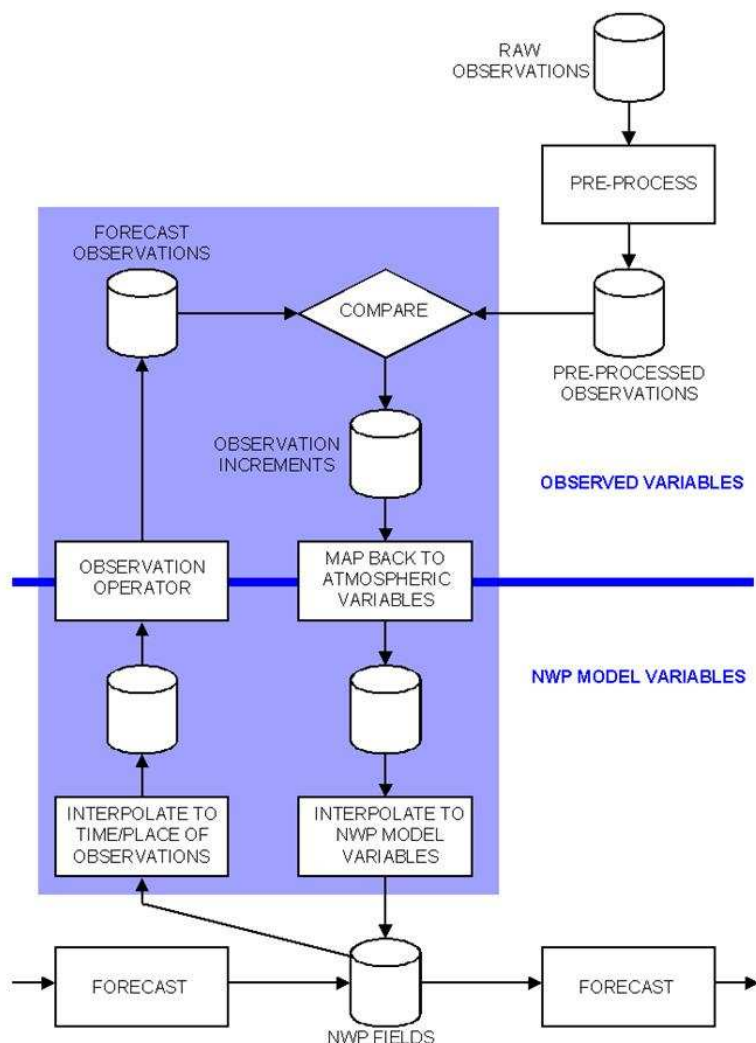 RAW
OBSERVATIONS
PRE-PROCESS
FORECAST
OBSERVATIONS
COMPARE
PRE-PROCESSED
OBSERVATIONS
OBSERVATION
INCREMENTS
OBSERVED VARIABLES
OBSERVATION
OPERATOR
MAP BACK TO
ATMOSPHERIC
VARIABLES
NWP MODEL VARIABLES
INTERPOLATE TO
TIME/PLACE OF
OBSERVATIONS
INTERPOLATE TO
NWP MODEL
VARIABLES
FORECAST
NWP FIELDS
FORECAST